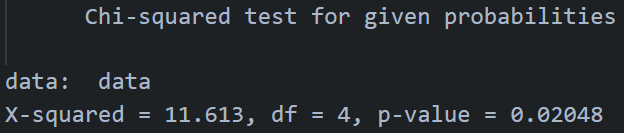 Chi-squared test for given probabilities
data:  data
X-squared = 11.613, df = 4, p-value = 0.02048